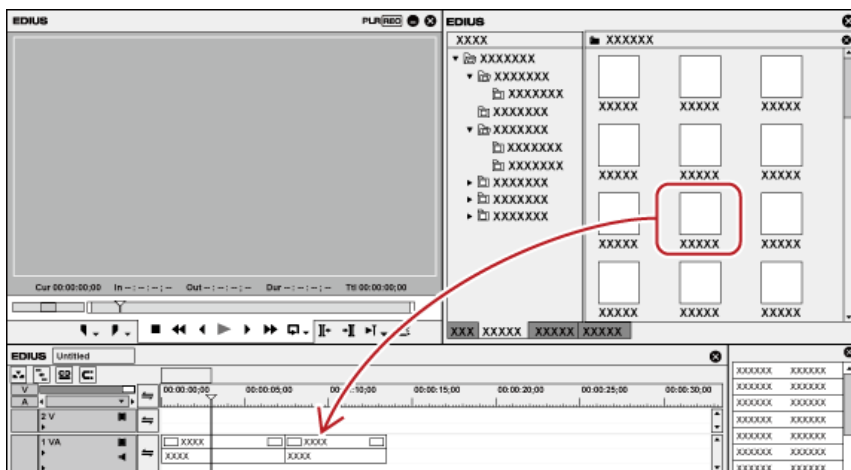 EDIUS PLR REC
Cur 00:00:00;00 In --:--:--;-- Out --:--:--;-- Dur --:--:--;-- Ttl 00:00:00;00
EDIUS
XXXX
XXXXXXX
XXXXXXX
XXXXXXX
XXXXXXX
XXXXXXX
XXXXXXX
XXXXXXX
XXXXXXX
XXXXXXX
XXXXXXX
XXXXXX
XXXXX XXXXX XXXXX
XXXXX XXXXX XXXXX
XXXXX XXXXX XXXXX
XXXXX XXXXX XXXXX
XXX XXXXX XXXXX XXXXX
EDIUS Untitled
V
A
00:00:00;00 00:00:05;00 00:00:15;00 00:00:20;00 00:00:25;00 00:00:30;00
2 V
1 VA
XXXX XXXX
XXXX XXXX
XXXXXX XXXXXX
XXXXXX XXXXXX
XXXXXX XXXXXX
XXXXXX XXXXXX
XXXXXX XXXXXX
XXXXXX XXXXXX
XXXXXX XXXXXX